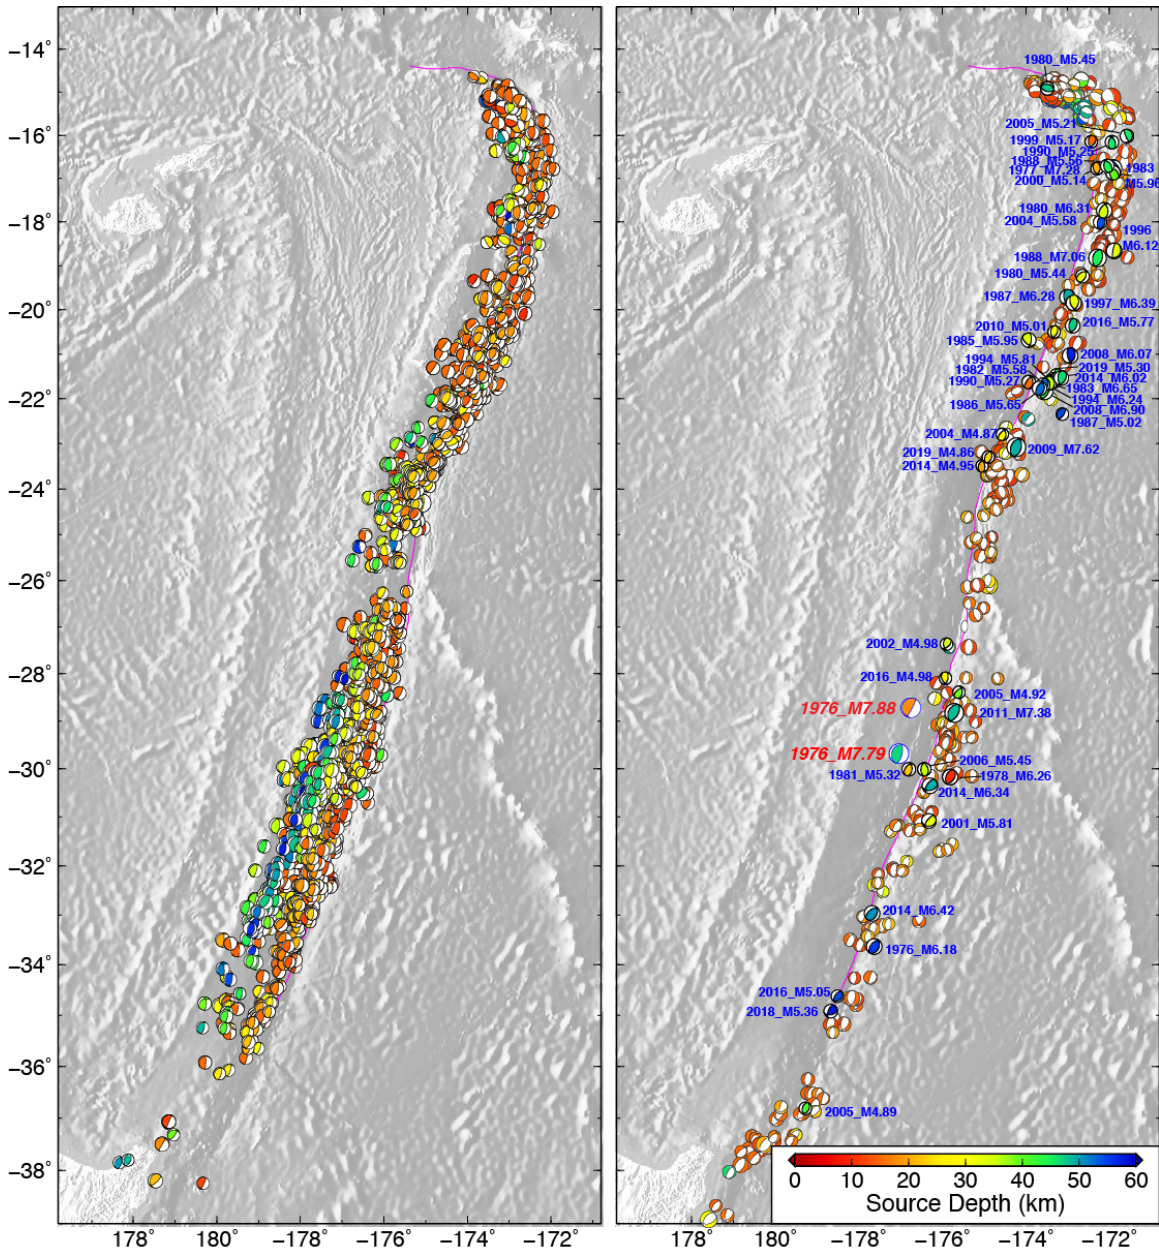 −14°
−16°
−18°
−20°
−22°
−24°
−26°
−28°
−30°
−32°
−34°
−36°
−38°
178°
180°
−178°
−176°
−174°
−172°
1980_M5.45
2005_M5.21
1999_M5.17
1990_M5.25
1988_M5.56
1977_M7.28
2000_M5.14
1983
M5.96
1980_M6.31
2004_M5.58
1996
M6.12
1988_M7.06
1980_M5.44
1987_M6.28
1997_M6.39
2010_M5.01
2016_M5.77
1985_M5.95
2008_M6.07
1994_M5.81
2019_M5.30
1982_M5.58
2014_M6.02
1990_M5.27
1983_M6.65
1994_M6.24
1986_M5.65
2008_M6.90
1987_M5.02
2004_M4.87
2009_M7.62
2019_M4.86
2014_M4.95
2002_M4.98
2016_M4.98
2005_M4.92
1976_M7.88
2011_M7.38
1976_M7.79
2006_M5.45
1981_M5.32
1978_M6.26
2014_M6.34
2001_M5.81
2014_M6.42
1976_M6.18
2016_M5.05
2018_M5.36
2005_M4.89
0 10 20 30 40 50 60
Source Depth (km)
178°
180°
−178°
−176°
−174°
−172°